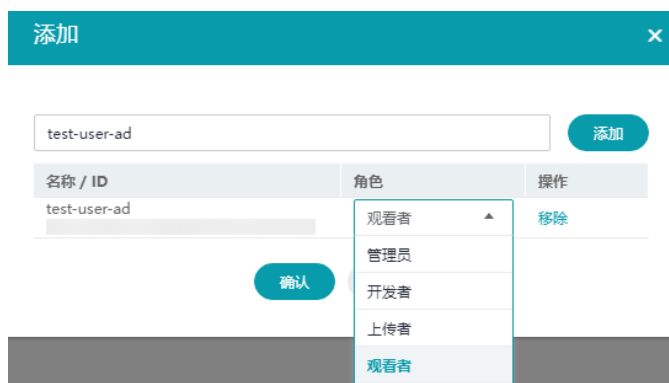 添加
×
test-user-ad
添加
名称 / ID
角色
操作
test-user-ad
观看者
移除
管理员
确认
开发者
上传者
观看者